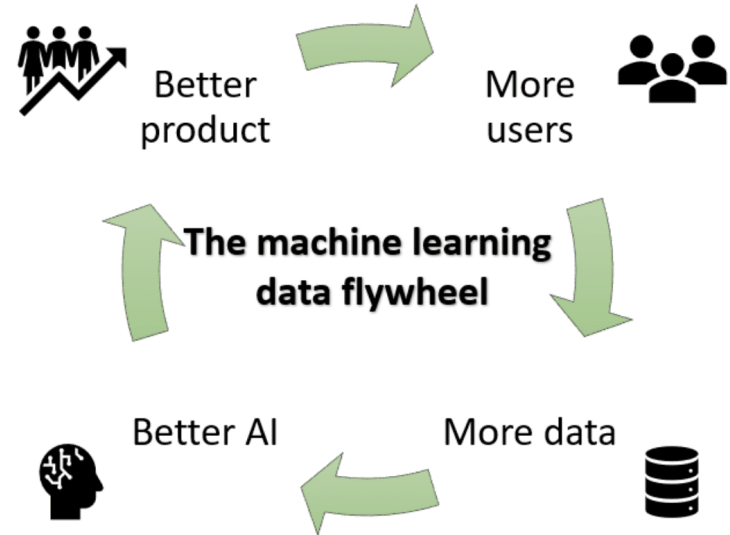 Better
product
More
users
The machine learning
data flywheel
Better AI
More data